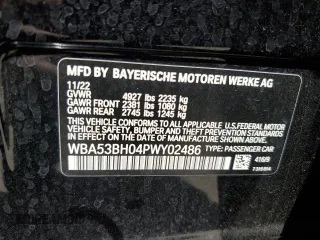 MFD BY BAYERISCHE MOTOREN WERKE AG
11/22
GVWR 4927 lbs 2235 kg
GAWR FRONT 2381 lbs 1080 kg
GAWR REAR 2745 lbs 1245 kg
THIS VEHICLE CONFORMS TO ALL APPLICABLE
U.S. FEDERAL MOTOR
VEHICLE SAFETY, BUMPER, AND THEFT PREVENTION
STANDARDS IN EFFECT ON THE DATE OF
MANUFACTURE SHOWN ABOVE.
WBA53BH04PWY02486
TYPE: PASSENGER CAR
416/9